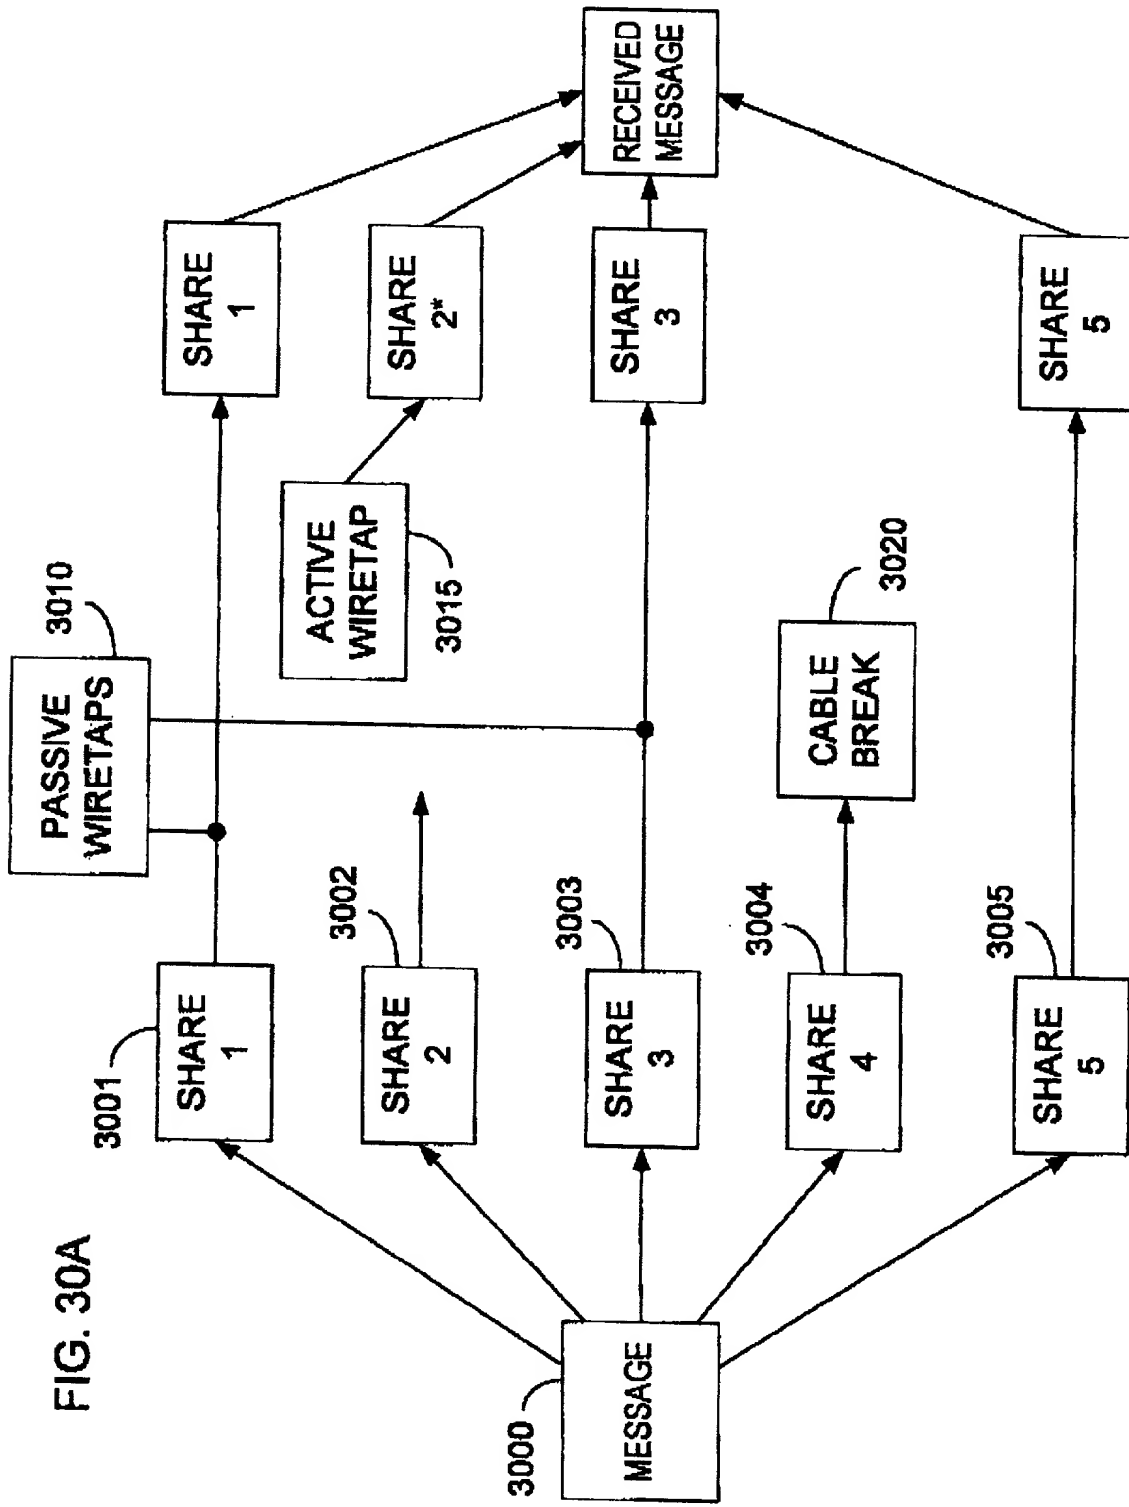 FIG. 30A
3000
MESSAGE
3001
SHARE
1
3002
SHARE
2
3003
SHARE
3
3004
SHARE
4
3005
SHARE
5
PASSIVE
WIRETAPS
3010
ACTIVE
WIRETAP
3015
CABLE
BREAK
3020
SHARE
1
SHARE
2*
SHARE
3
SHARE
5
RECEIVED
MESSAGE